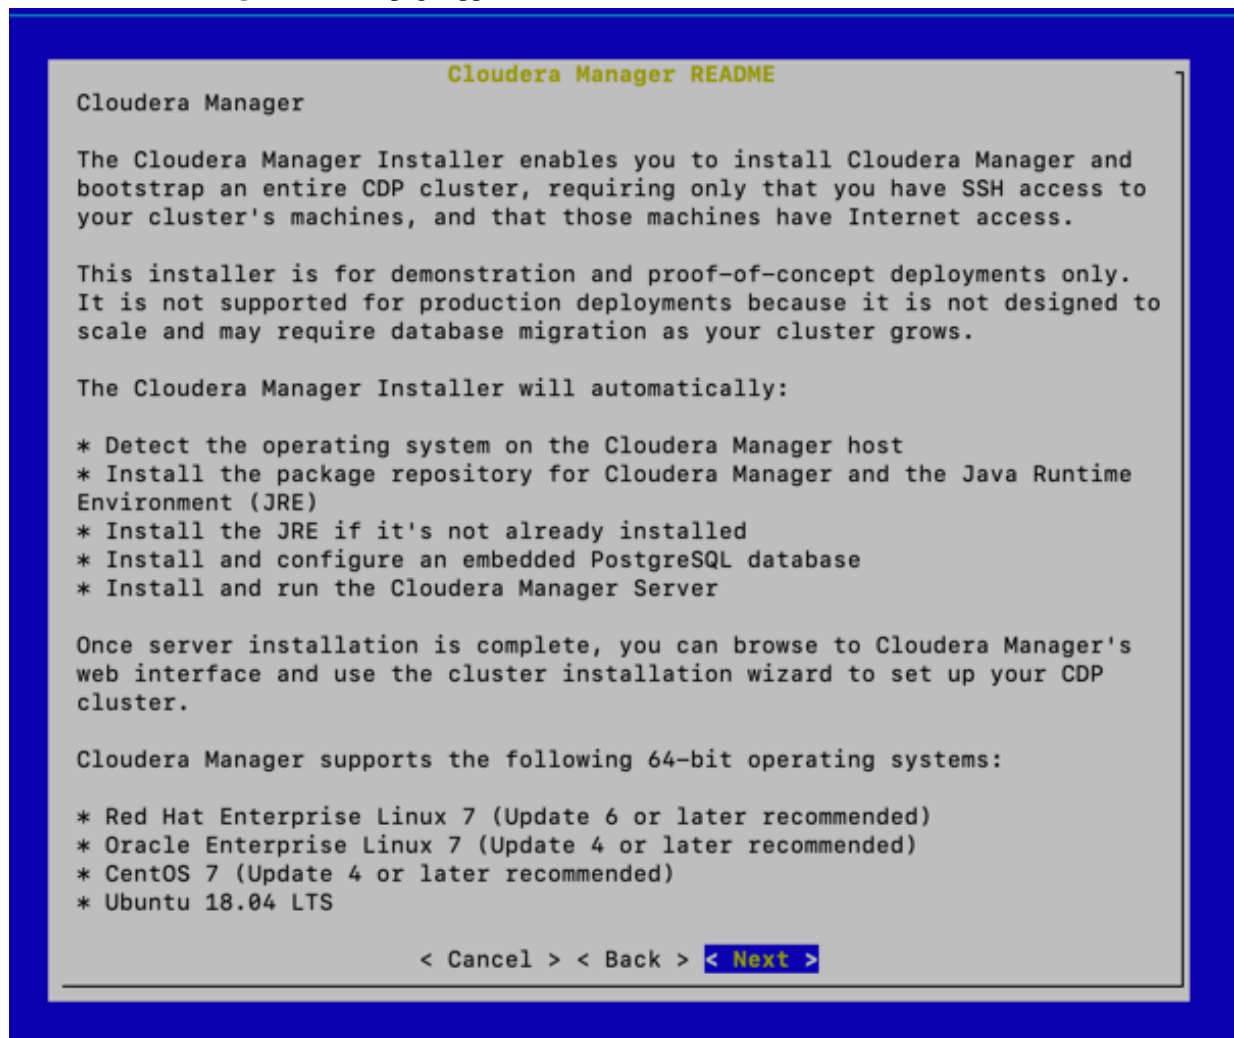 Cloudera Manager README
Cloudera Manager
The Cloudera Manager Installer enables you to install Cloudera Manager and
bootstrap an entire CDP cluster, requiring only that you have SSH access to
your cluster's machines, and that those machines have Internet access.
This installer is for demonstration and proof-of-concept deployments only.
It is not supported for production deployments because it is not designed to
scale and may require database migration as your cluster grows.
The Cloudera Manager Installer will automatically:
* Detect the operating system on the Cloudera Manager host
* Install the package repository for Cloudera Manager and the Java Runtime
Environment (JRE)
* Install the JRE if it's not already installed
* Install and configure an embedded PostgreSQL database
* Install and run the Cloudera Manager Server
Once server installation is complete, you can browse to Cloudera Manager's
web interface and use the cluster installation wizard to set up your CDP
cluster.
Cloudera Manager supports the following 64-bit operating systems:
* Red Hat Enterprise Linux 7 (Update 6 or later recommended)
* Oracle Enterprise Linux 7 (Update 4 or later recommended)
* CentOS 7 (Update 4 or later recommended)
* Ubuntu 18.04 LTS
< Cancel > < Back > < Next >